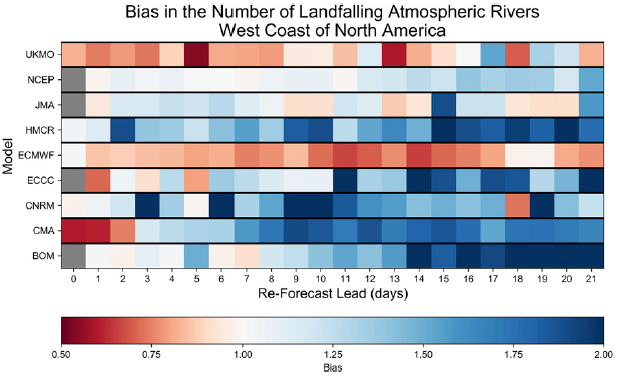 Bias in the Number of Landfalling Atmospheric Rivers
West Coast of North America
Model
UKMO
NCEP
JMA
HMCR
ECMWF
ECCC
CNRM
CMA
BOM
0 1 2 3 4 5 6 7 8 9 10 11 12 13 14 15 16 17 18 19 20 21
Re-Forecast Lead (days)
0.50 0.75 1.00 1.25 1.50 1.75 2.00
Bias